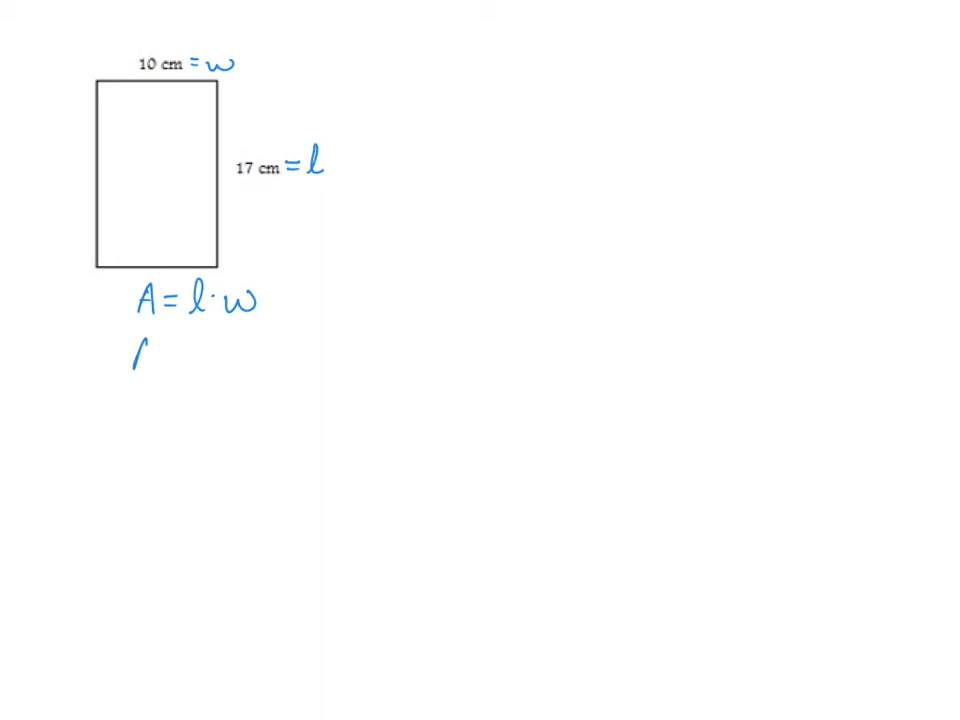 10 cm = w
17 cm = l
A = l · w